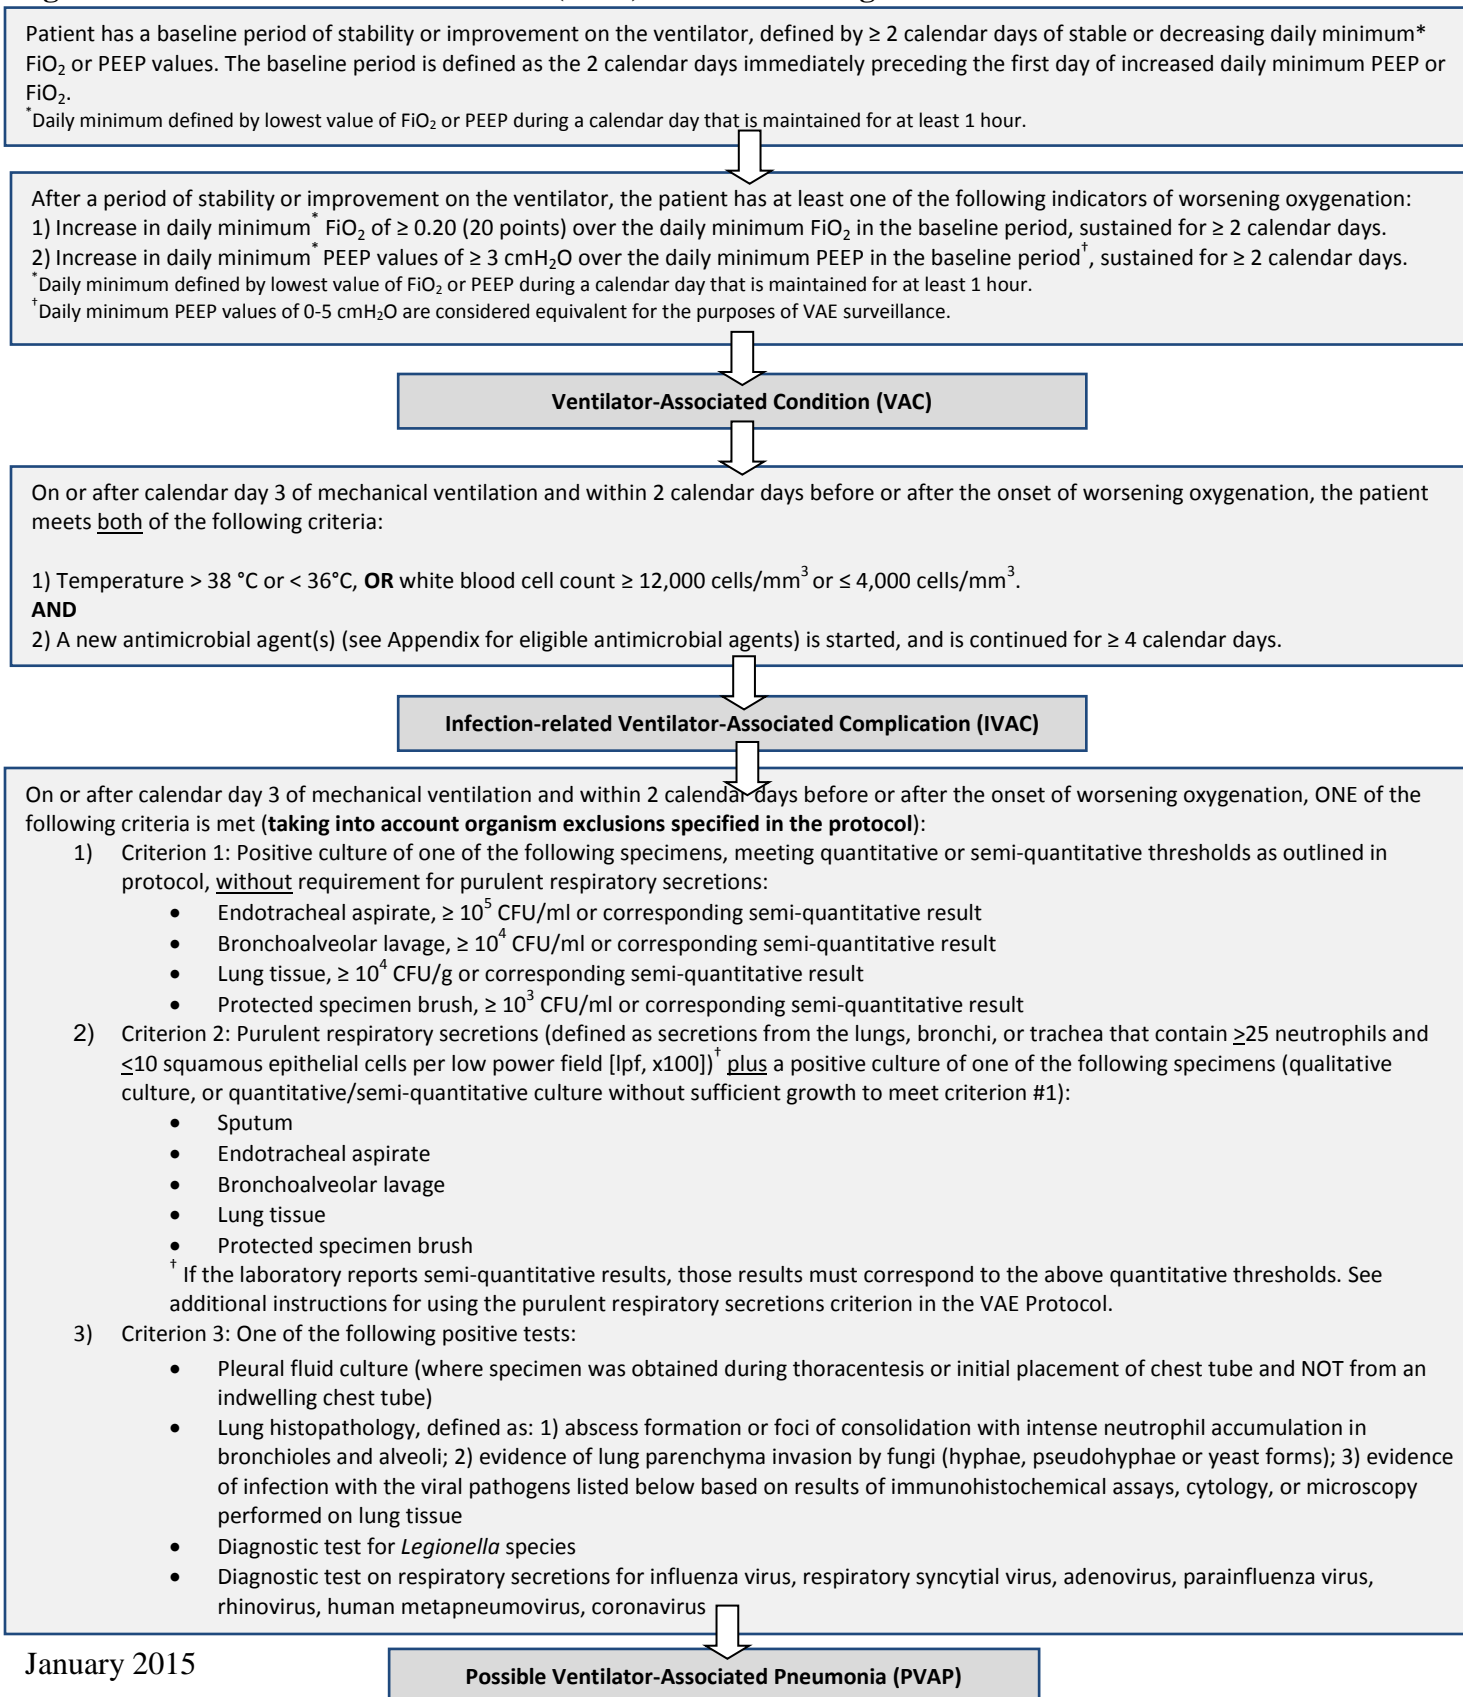 Patient has a baseline period of stability or improvement on the ventilator, defined by ≥ 2 calendar days of stable or decreasing daily minimum*
FiO₂ or PEEP values. The baseline period is defined as the 2 calendar days immediately preceding the first day of increased daily minimum PEEP or
FiO₂.
*Daily minimum defined by lowest value of FiO₂ or PEEP during a calendar day that is maintained for at least 1 hour.
After a period of stability or improvement on the ventilator, the patient has at least one of the following indicators of worsening oxygenation:
1) Increase in daily minimum* FiO₂ of ≥ 0.20 (20 points) over the daily minimum FiO₂ in the baseline period, sustained for ≥ 2 calendar days.
2) Increase in daily minimum* PEEP values of ≥ 3 cmH₂O over the daily minimum PEEP in the baseline period†, sustained for ≥ 2 calendar days.
*Daily minimum defined by lowest value of FiO₂ or PEEP during a calendar day that is maintained for at least 1 hour.
†Daily minimum PEEP values of 0-5 cmH₂O are considered equivalent for the purposes of VAE surveillance.
Ventilator-Associated Condition (VAC)
On or after calendar day 3 of mechanical ventilation and within 2 calendar days before or after the onset of worsening oxygenation, the patient
meets both of the following criteria:
1) Temperature > 38 °C or < 36°C, OR white blood cell count ≥ 12,000 cells/mm³ or ≤ 4,000 cells/mm³.
AND
2) A new antimicrobial agent(s) (see Appendix for eligible antimicrobial agents) is started, and is continued for ≥ 4 calendar days.
Infection-related Ventilator-Associated Complication (IVAC)
On or after calendar day 3 of mechanical ventilation and within 2 calendar days before or after the onset of worsening oxygenation, ONE of the
following criteria is met (taking into account organism exclusions specified in the protocol):
1) Criterion 1: Positive culture of one of the following specimens, meeting quantitative or semi-quantitative thresholds as outlined in
protocol, without requirement for purulent respiratory secretions:
• Endotracheal aspirate, ≥ 10⁵ CFU/ml or corresponding semi-quantitative result
• Bronchoalveolar lavage, ≥ 10⁴ CFU/ml or corresponding semi-quantitative result
• Lung tissue, ≥ 10⁴ CFU/g or corresponding semi-quantitative result
• Protected specimen brush, ≥ 10³ CFU/ml or corresponding semi-quantitative result
2) Criterion 2: Purulent respiratory secretions (defined as secretions from the lungs, bronchi, or trachea that contain ≥25 neutrophils and
≤10 squamous epithelial cells per low power field [lpf, x100])† plus a positive culture of one of the following specimens (qualitative
culture, or quantitative/semi-quantitative culture without sufficient growth to meet criterion #1):
• Sputum
• Endotracheal aspirate
• Bronchoalveolar lavage
• Lung tissue
• Protected specimen brush
† If the laboratory reports semi-quantitative results, those results must correspond to the above quantitative thresholds. See
additional instructions for using the purulent respiratory secretions criterion in the VAE Protocol.
3) Criterion 3: One of the following positive tests:
• Pleural fluid culture (where specimen was obtained during thoracentesis or initial placement of chest tube and NOT from an
indwelling chest tube)
• Lung histopathology, defined as: 1) abscess formation or foci of consolidation with intense neutrophil accumulation in
bronchioles and alveoli; 2) evidence of lung parenchyma invasion by fungi (hyphae, pseudohyphae or yeast forms); 3) evidence
of infection with the viral pathogens listed below based on results of immunohistochemical assays, cytology, or microscopy
performed on lung tissue
• Diagnostic test for Legionella species
• Diagnostic test on respiratory secretions for influenza virus, respiratory syncytial virus, adenovirus, parainfluenza virus,
rhinovirus, human metapneumovirus, coronavirus
January 2015
Possible Ventilator-Associated Pneumonia (PVAP)